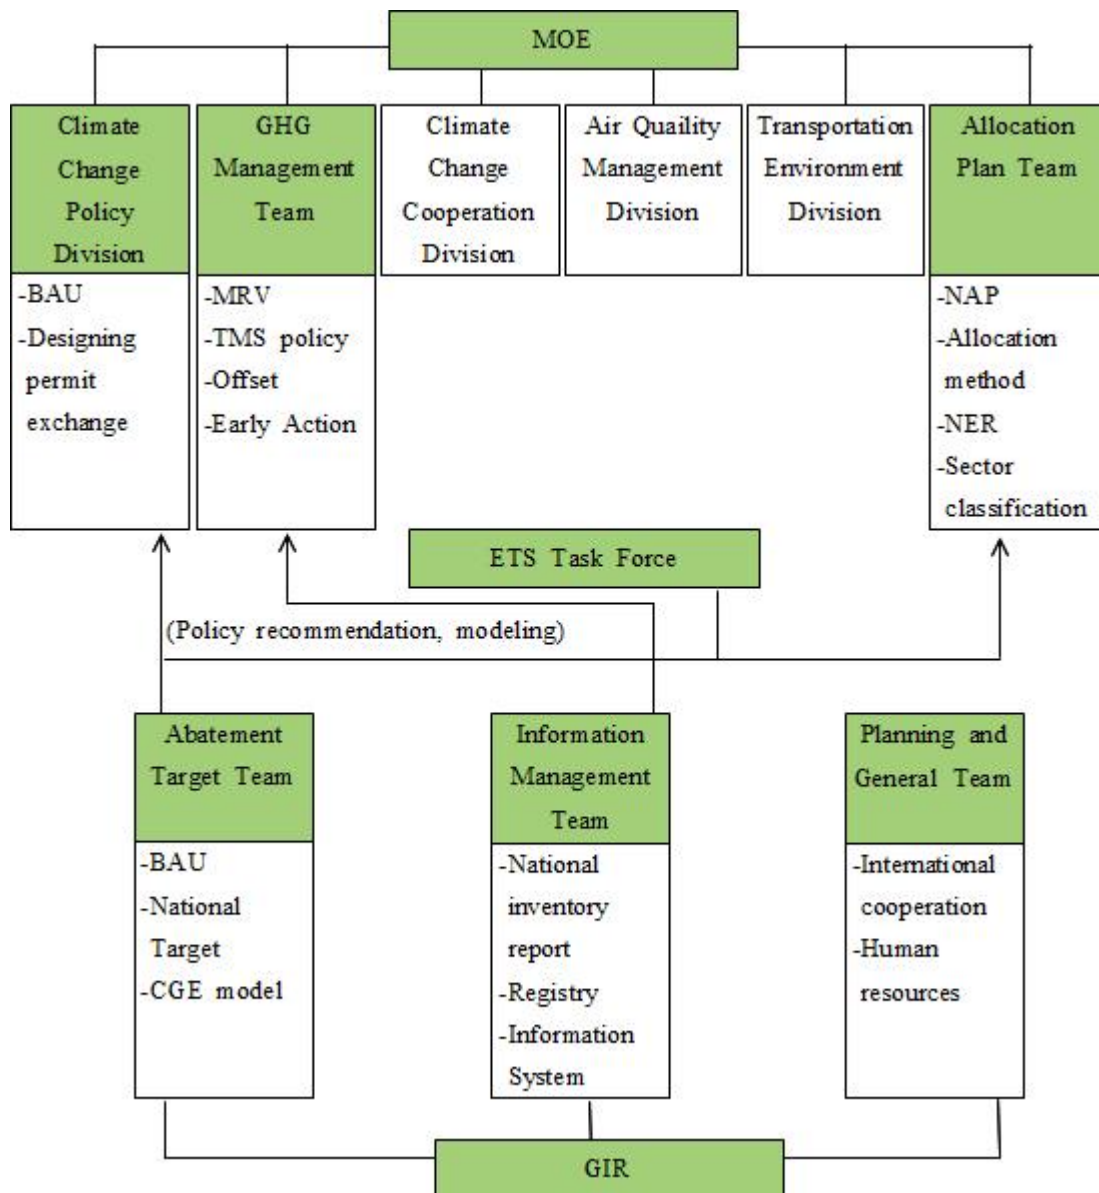 MOE
Climate
Change
Policy
Division
GHG
Management
Team
Climate
Change
Cooperation
Division
Air Quaility
Management
Division
Transportation
Environment
Division
Allocation
Plan Team
-BAU
-Designing
permit
exchange
-MRV
-TMS policy
-Offset
-Early Action
-NAP
-Allocation
method
-NER
-Sector
classification
ETS Task Force
(Policy recommendation, modeling)
Abatement
Target Team
Information
Management
Team
Planning and
General Team
-BAU
-National
Target
-CGE model
-National
inventory
report
-Registry
-Information
System
-International
cooperation
-Human
resources
GIR